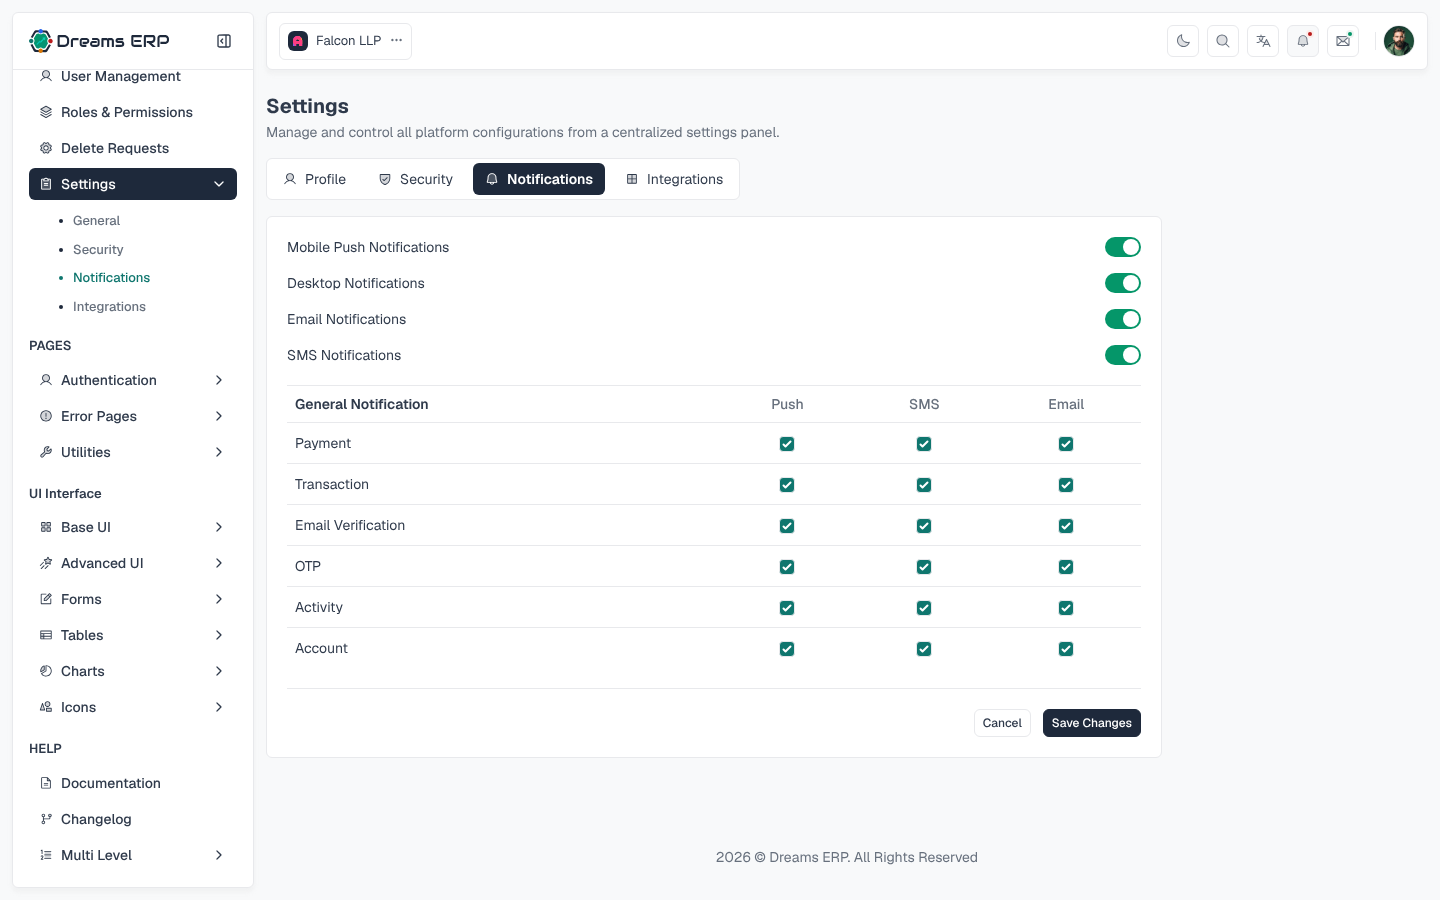 Dreams ERP
User Management
Roles & Permissions
Delete Requests
Settings
General
Security
Notifications
Integrations
PAGES
Authentication
Error Pages
Utilities
UI Interface
Base UI
Advanced UI
Forms
Tables
Charts
Icons
HELP
Documentation
Changelog
Multi Level
Falcon LLP
Settings
Manage and control all platform configurations from a centralized settings panel.
Profile Security Notifications Integrations
Mobile Push Notifications
Desktop Notifications
Email Notifications
SMS Notifications
General Notification Push SMS Email
Payment
Transaction
Email Verification
OTP
Activity
Account
Cancel Save Changes
2026 © Dreams ERP. All Rights Reserved